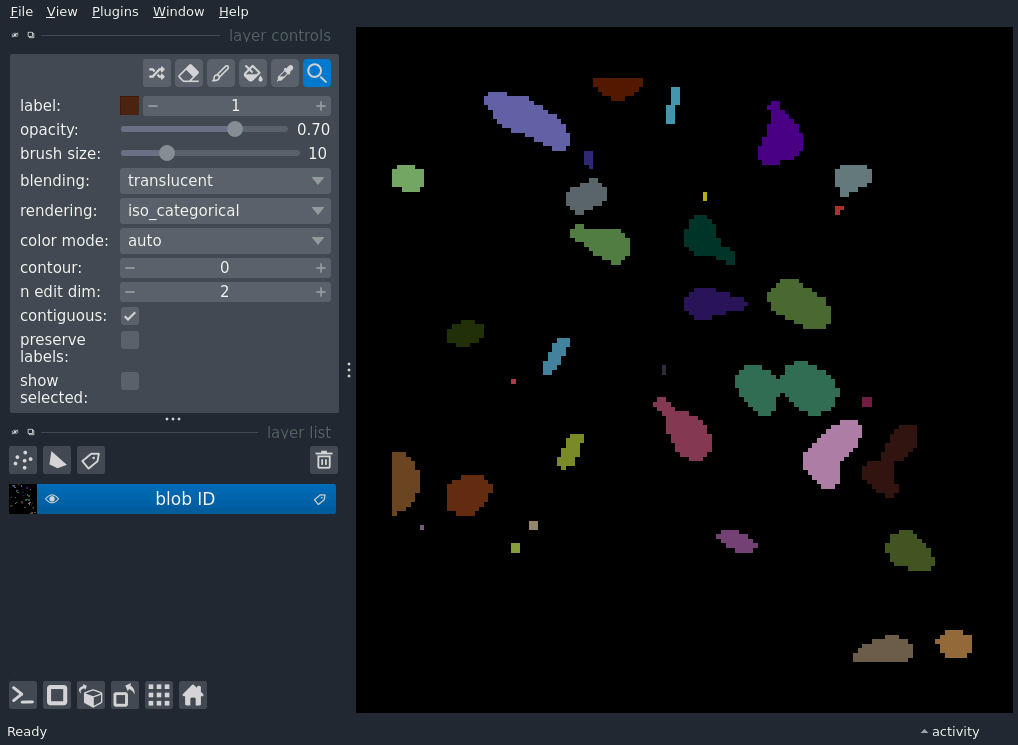 File View Plugins Window Help
layer controls
label: 1
opacity: 0.70
brush size: 10
blending: translucent
rendering: iso_categorical
color mode: auto
contour: 0
n edit dim: 2
contiguous:
preserve
labels:
show
selected:
layer list
blob ID
Ready
activity